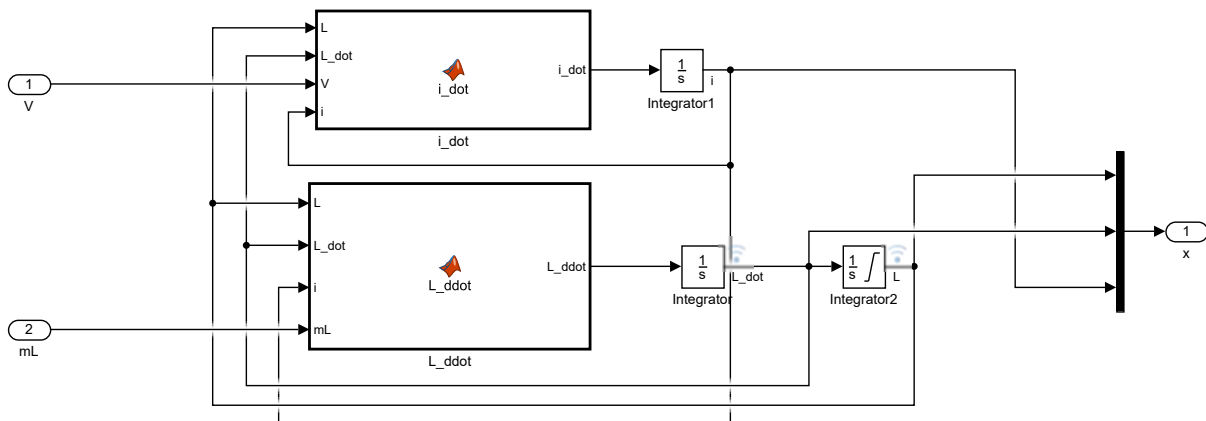 L
L_dot
V
i
i_dot
i_dot
i_dot
1
s
Integrator1
i
1
V
L
L_dot
i
mL
L_ddot
L_ddot
L_ddot
1
s
Integrator
L_dot
1
s
Integrator2
L
2
mL
1
x